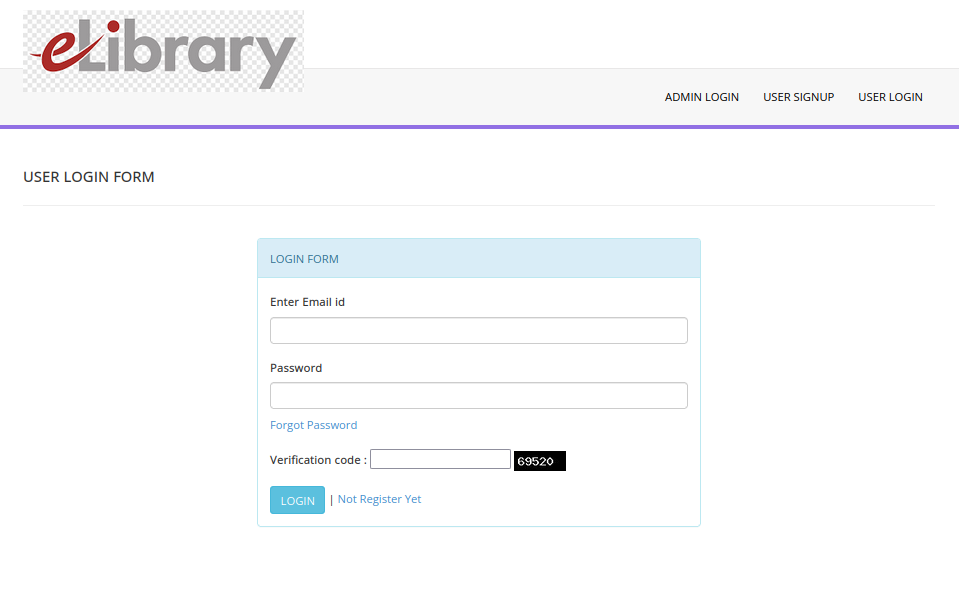 eLibrary
ADMIN LOGIN USER SIGNUP USER LOGIN
USER LOGIN FORM
LOGIN FORM
Enter Email id
Password
Forgot Password
Verification code : 69520
LOGIN | Not Register Yet